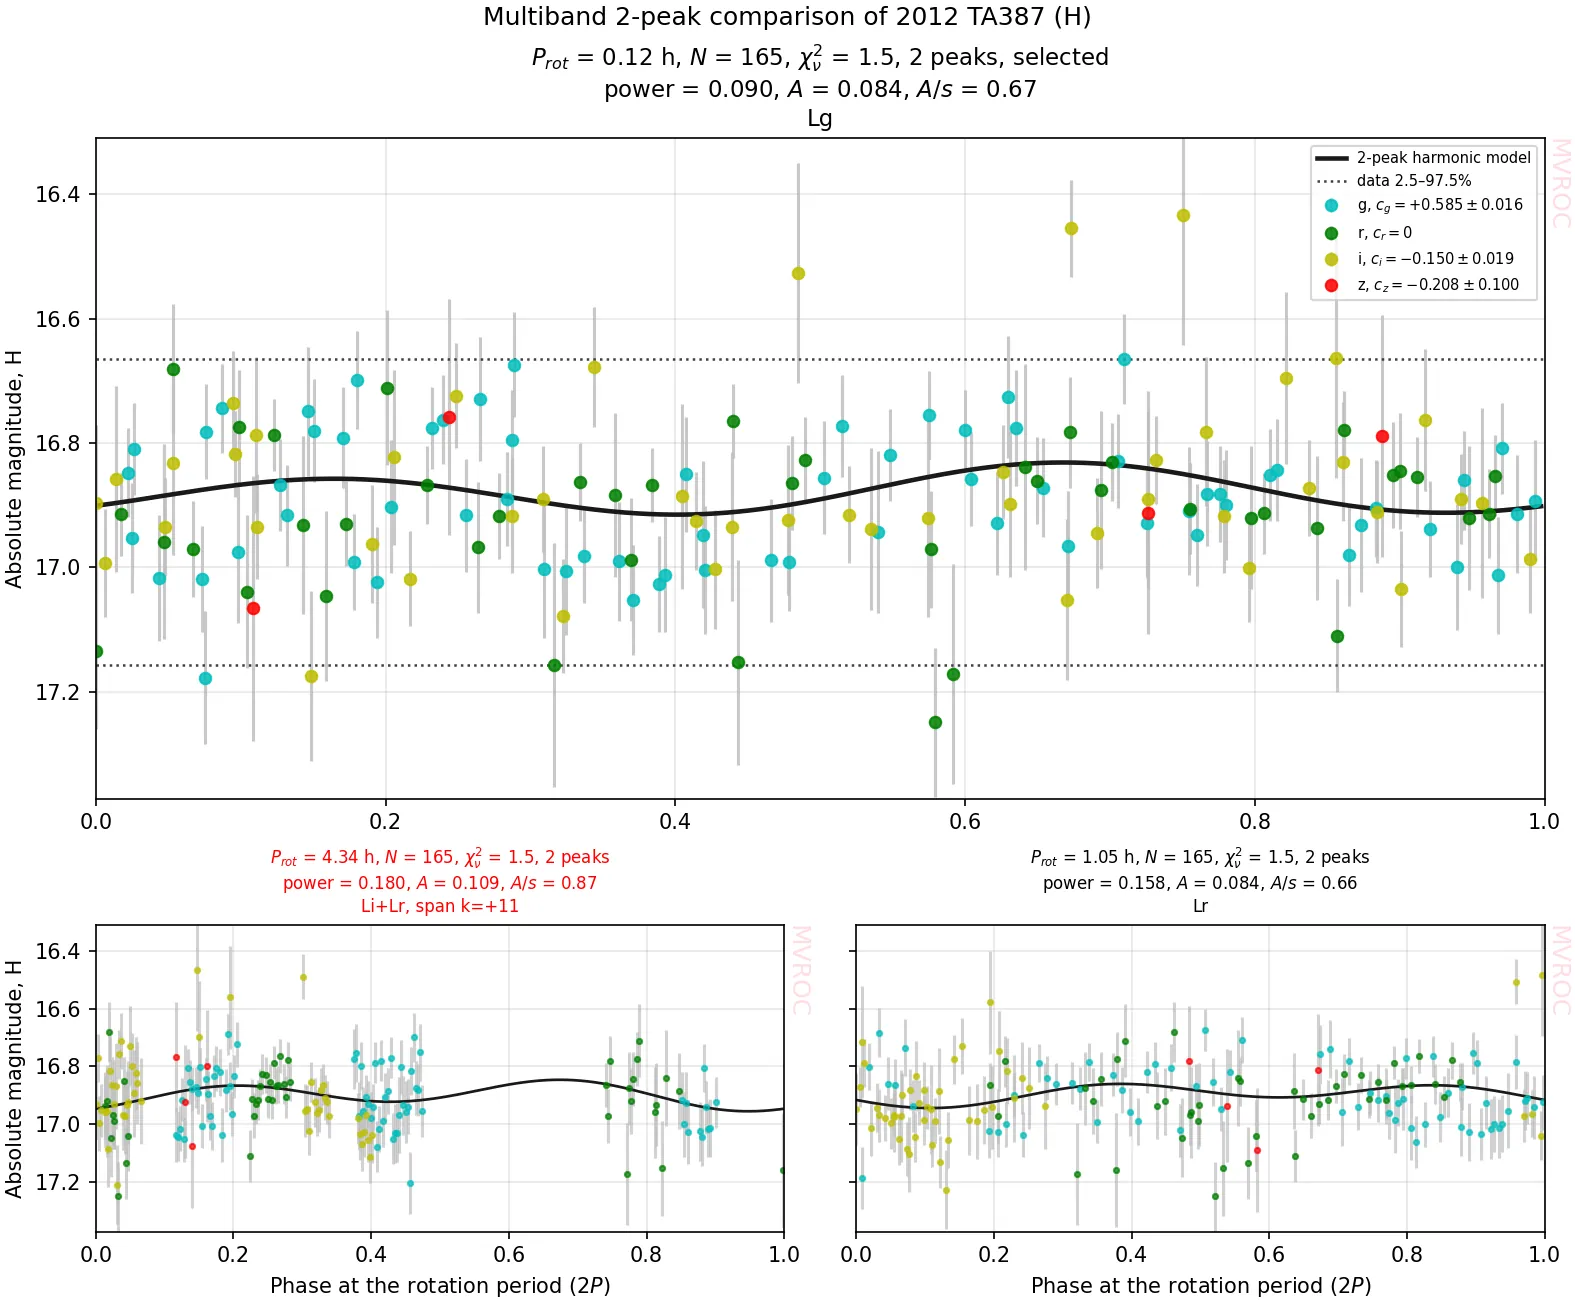 Multiband 2-peak comparison of 2012 TA387 (H)
P_rot = 0.12 h, N = 165, χ²_ν = 1.5, 2 peaks, selected
power = 0.090, A = 0.084, A/s = 0.67
Lg
2-peak harmonic model
data 2.5–97.5%
g, c_g = +0.585 ± 0.016
r, c_r = 0
i, c_i = −0.150 ± 0.019
z, c_z = −0.208 ± 0.100
MVROC
Absolute magnitude, H
16.4
16.6
16.8
17.0
17.2
0.0 0.2 0.4 0.6 0.8 1.0
P_rot = 4.34 h, N = 165, χ²_ν = 1.5, 2 peaks
power = 0.180, A = 0.109, A/s = 0.87
Li+Lr, span k=+11
MVROC
Absolute magnitude, H
16.4
16.6
16.8
17.0
17.2
0.0 0.2 0.4 0.6 0.8 1.0
Phase at the rotation period (2P)
P_rot = 1.05 h, N = 165, χ²_ν = 1.5, 2 peaks
power = 0.158, A = 0.084, A/s = 0.66
Lr
MVROC
0.0 0.2 0.4 0.6 0.8 1.0
Phase at the rotation period (2P)